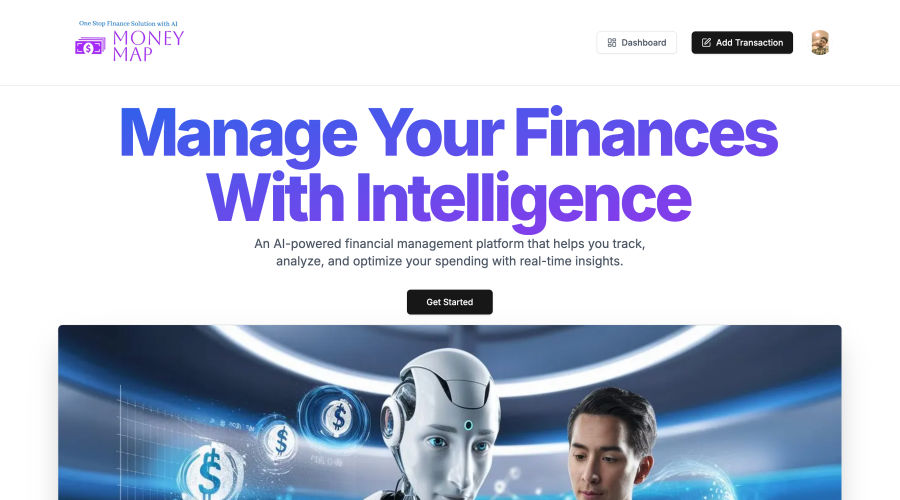 One Stop Finance Solution with AI
MONEY
MAP
Dashboard
Add Transaction
Manage Your Finances
With Intelligence
An AI-powered financial management platform that helps you track,
analyze, and optimize your spending with real-time insights.
Get Started
$
$
$
$